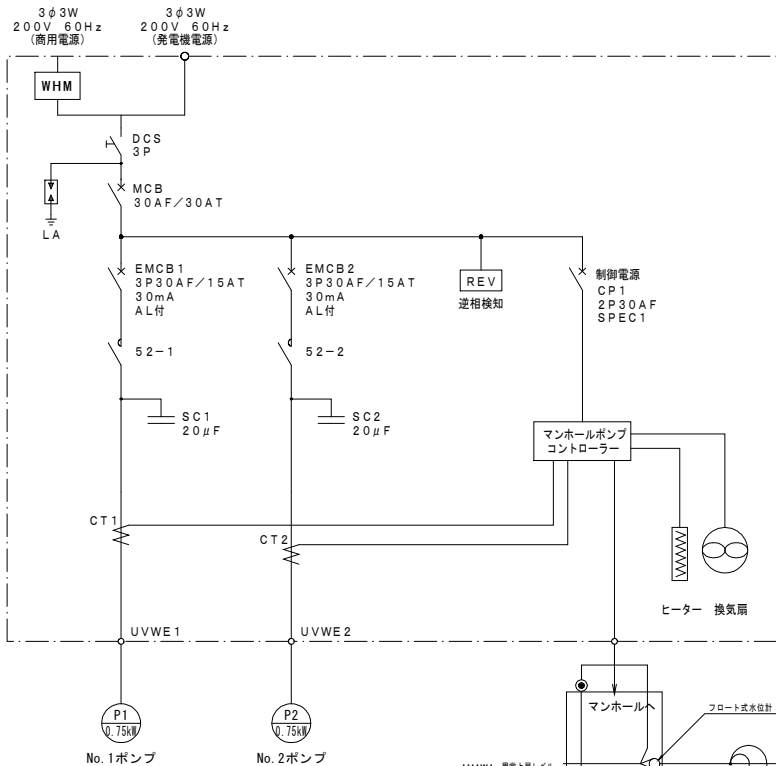 3φ3W
200V 60Hz
(商用電源)
3φ3W
200V 60Hz
(発電機電源)
WHM
DCS
3P
MCB
30AF/30AT
LA
EMCB1
3P30AF/15AT
30mA
AL付
EMCB2
3P30AF/15AT
30mA
AL付
REV
逆相検知
制御電源
CP1
2P30AF
SPEC1
52-1
52-2
SC1
20μF
SC2
20μF
マンホールポンプ
コントローラー
CT1
CT2
ヒーター 換気扇
UVWE1
UVWE2
P1
0.75kW
No.1ポンプ
P2
0.75kW
No.2ポンプ
マンホールへ
フロート式水位計